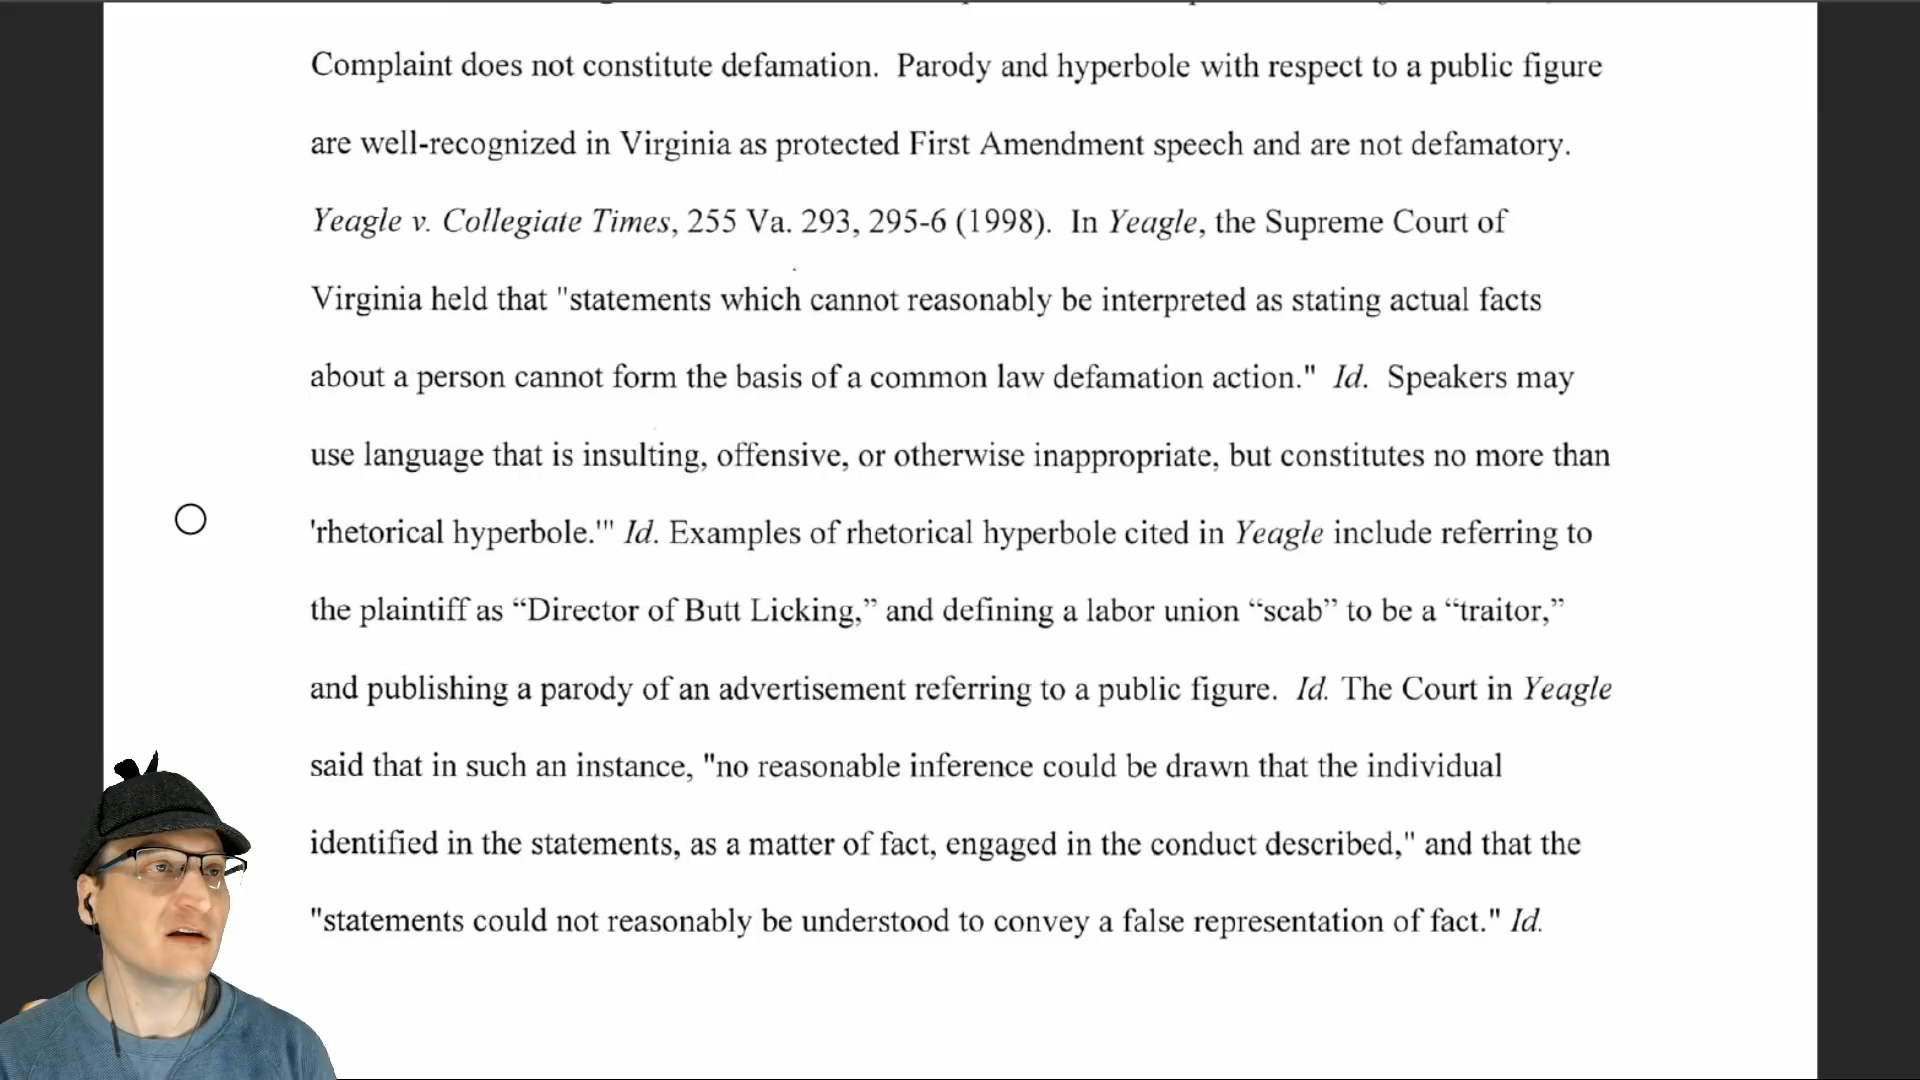 Complaint does not constitute defamation. Parody and hyperbole with respect to a public figure
are well-recognized in Virginia as protected First Amendment speech and are not defamatory.
Yeagle v. Collegiate Times, 255 Va. 293, 295-6 (1998). In Yeagle, the Supreme Court of
Virginia held that "statements which cannot reasonably be interpreted as stating actual facts
about a person cannot form the basis of a common law defamation action." Id. Speakers may
use language that is insulting, offensive, or otherwise inappropriate, but constitutes no more than
'rhetorical hyperbole.'" Id. Examples of rhetorical hyperbole cited in Yeagle include referring to
the plaintiff as “Director of Butt Licking,” and defining a labor union “scab” to be a “traitor,”
and publishing a parody of an advertisement referring to a public figure. Id. The Court in Yeagle
said that in such an instance, "no reasonable inference could be drawn that the individual
identified in the statements, as a matter of fact, engaged in the conduct described," and that the
"statements could not reasonably be understood to convey a false representation of fact." Id.